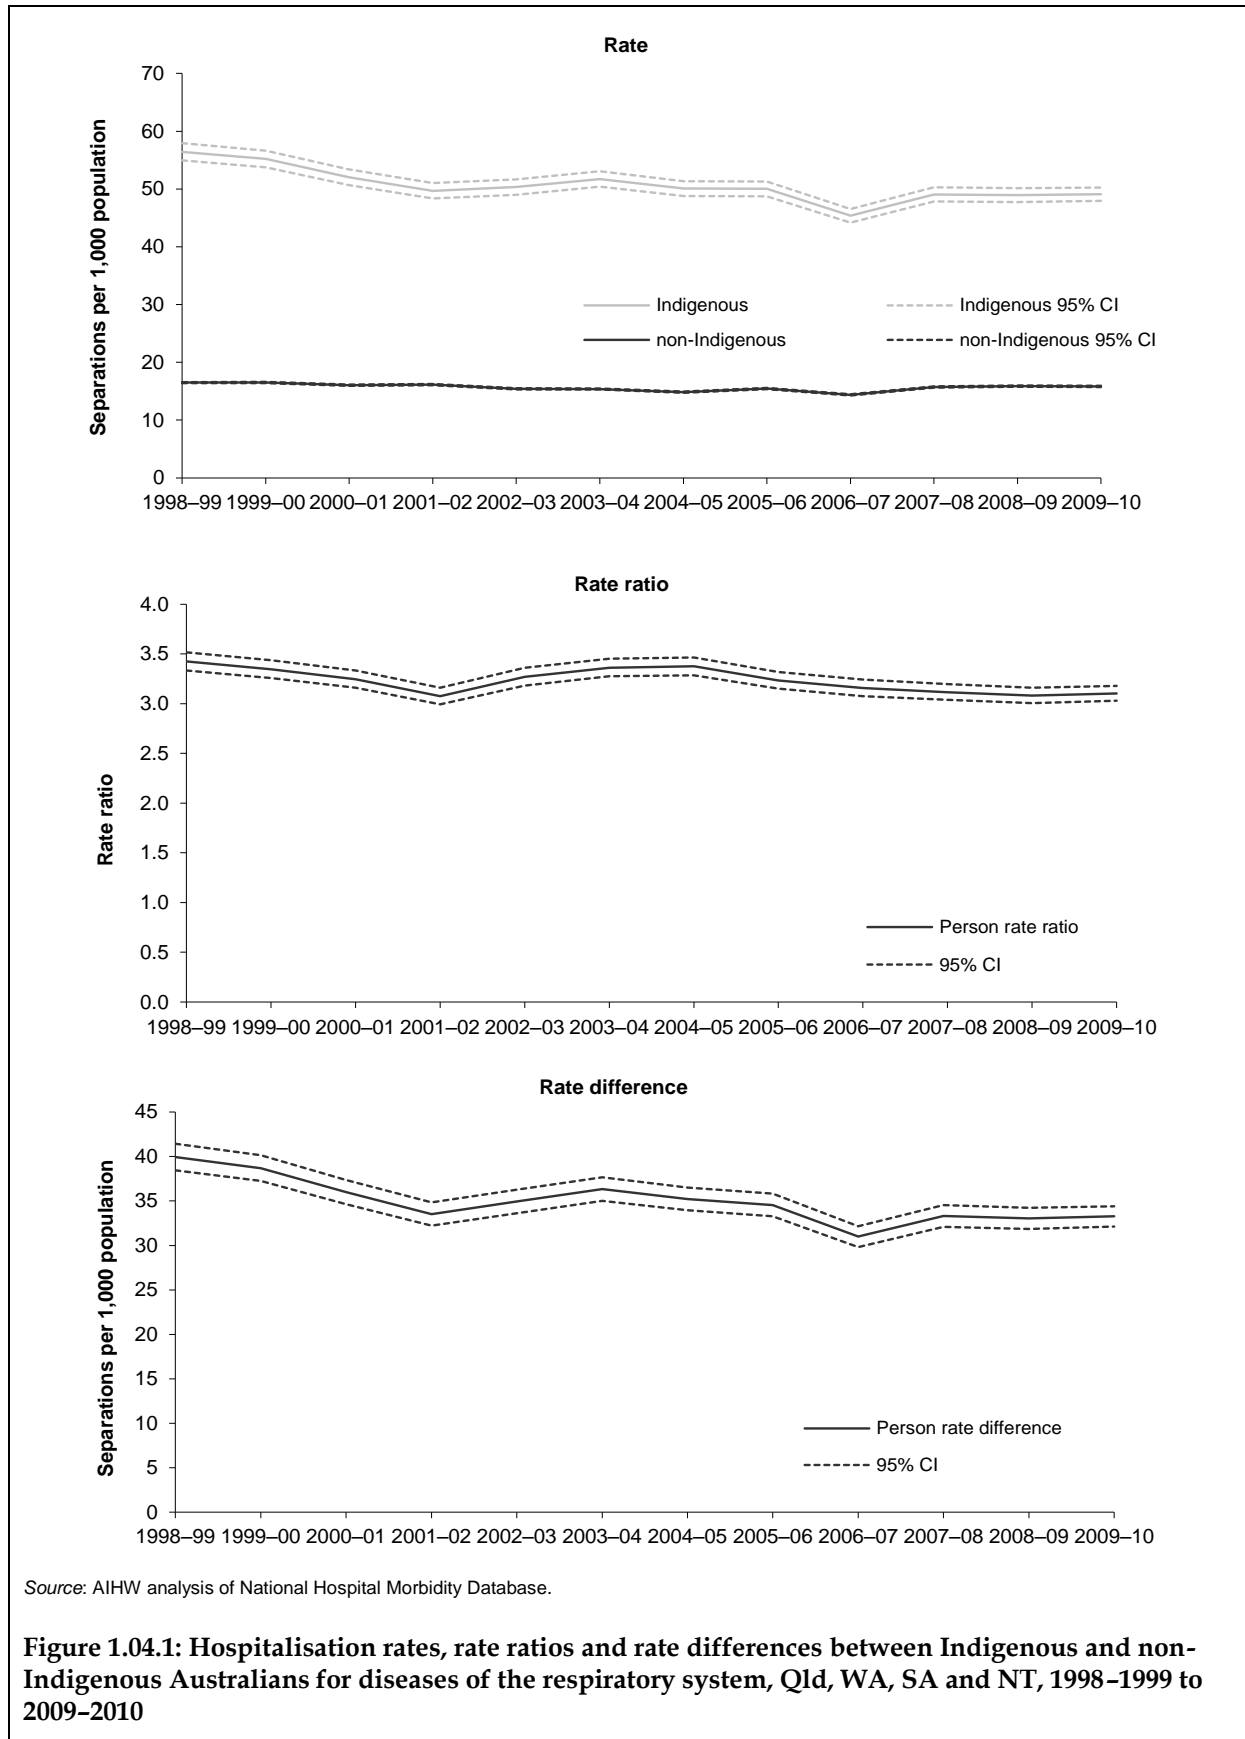 Rate
Separations per 1,000 population
70
60
50
40
30
20
10
0
Indigenous
Indigenous 95% CI
non-Indigenous
non-Indigenous 95% CI
1998–99 1999–00 2000–01 2001–02 2002–03 2003–04 2004–05 2005–06 2006–07 2007–08 2008–09 2009–10
Rate ratio
Rate ratio
4.0
3.5
3.0
2.5
2.0
1.5
1.0
0.5
0.0
Person rate ratio
95% CI
1998–99 1999–00 2000–01 2001–02 2002–03 2003–04 2004–05 2005–06 2006–07 2007–08 2008–09 2009–10
Rate difference
Separations per 1,000 population
45
40
35
30
25
20
15
10
5
0
Person rate difference
95% CI
1998–99 1999–00 2000–01 2001–02 2002–03 2003–04 2004–05 2005–06 2006–07 2007–08 2008–09 2009–10
Source: AIHW analysis of National Hospital Morbidity Database.
Figure 1.04.1: Hospitalisation rates, rate ratios and rate differences between Indigenous and non-
Indigenous Australians for diseases of the respiratory system, Qld, WA, SA and NT, 1998–1999 to
2009–2010